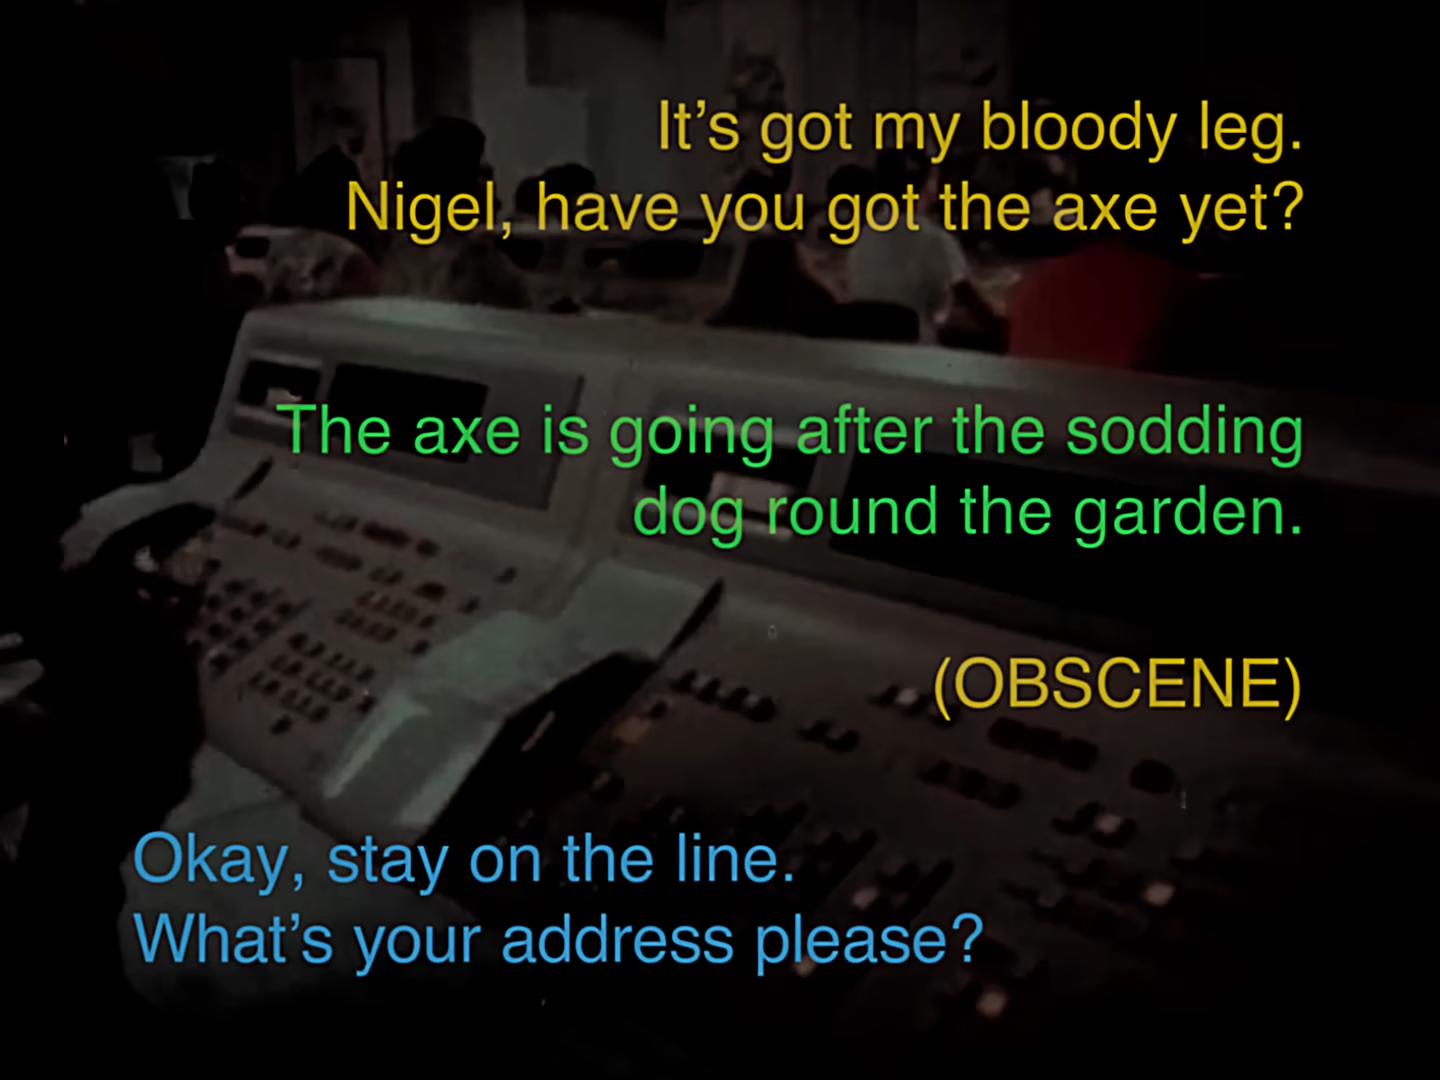 It’s got my bloody leg.
Nigel, have you got the axe yet?
The axe is going after the sodding
dog round the garden.
(OBSCENE)
Okay, stay on the line.
What’s your address please?